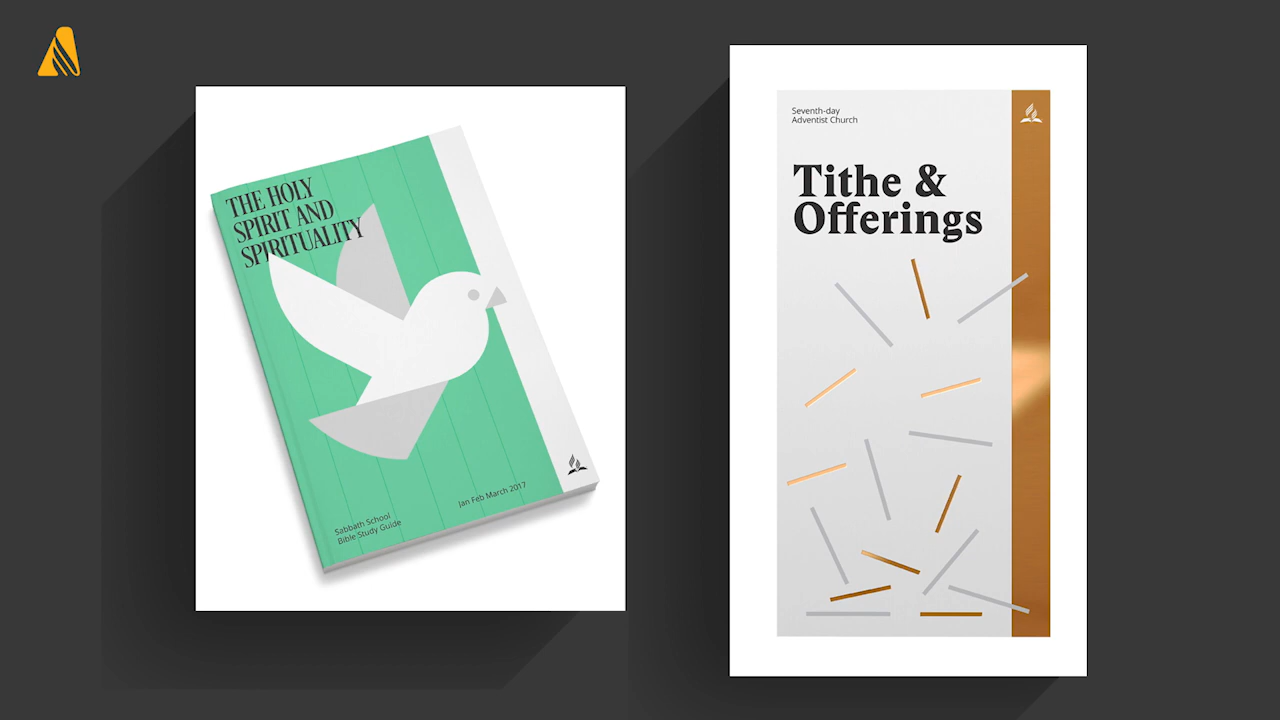 THE HOLY
SPIRIT AND
SPIRITUALITY
Sabbath School
Bible Study Guide
Jan Feb March 2017
Seventh-day
Adventist Church
Tithe &
Offerings